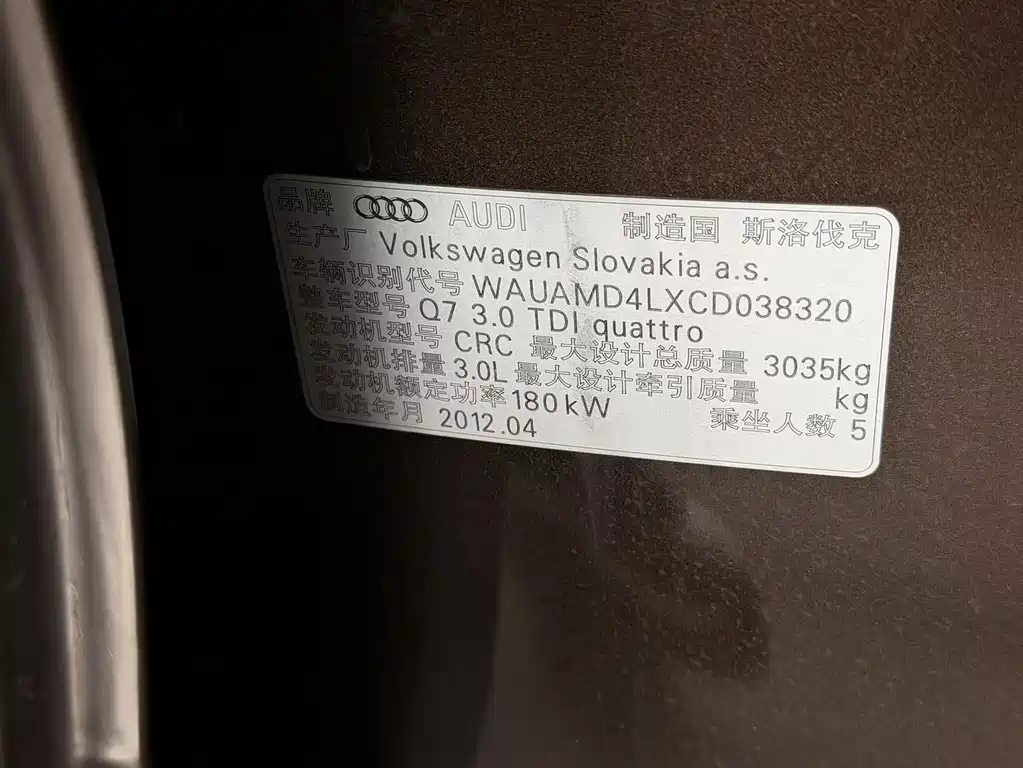 品牌 AUDI 制造国 斯洛伐克
生产厂 Volkswagen Slovakia a.s.
车辆识别代号 WAUAMD4LXCD038320
整车型号 Q7 3.0 TDI quattro
发动机型号 CRC 最大设计总质量 3035kg
发动机排量 3.0L 最大设计牵引质量 kg
发动机额定功率 180kW 乘坐人数 5
制造年月 2012.04